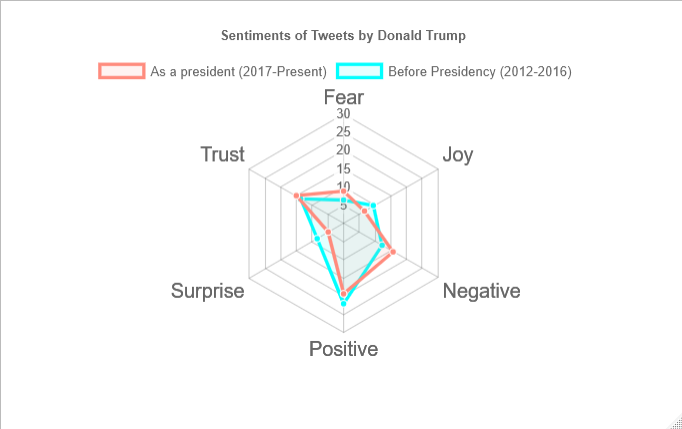 Sentiments of Tweets by Donald Trump
As a president (2017-Present) Before Presidency (2012-2016)
Fear
30
25
Trust 20 Joy
15
10
5
Surprise Negative
Positive